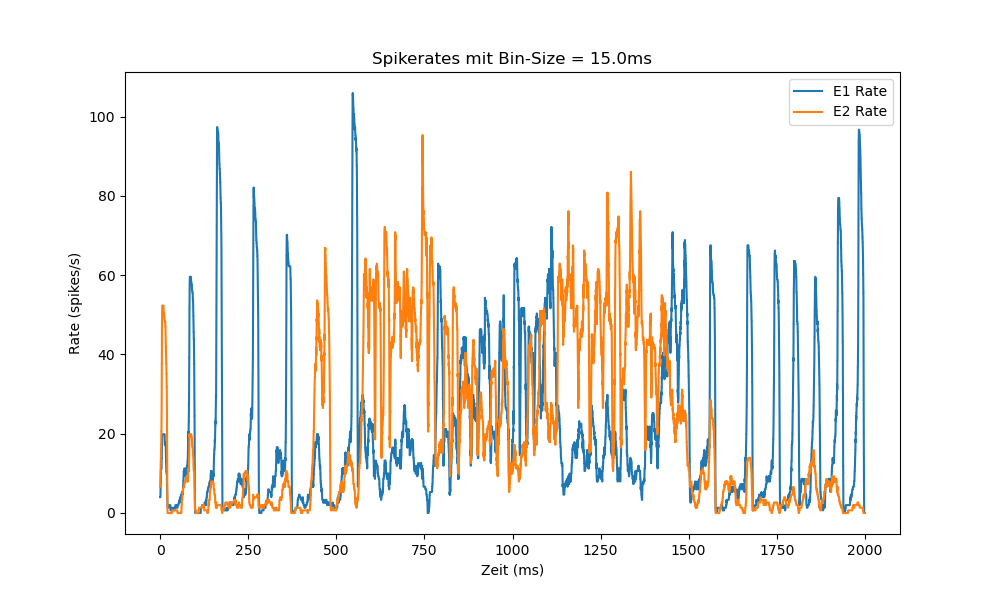 Spikerates mit Bin-Size = 15.0ms
E1 Rate
E2 Rate
Rate (spikes/s)
100
80
60
40
20
0
0 250 500 750 1000 1250 1500 1750 2000
Zeit (ms)